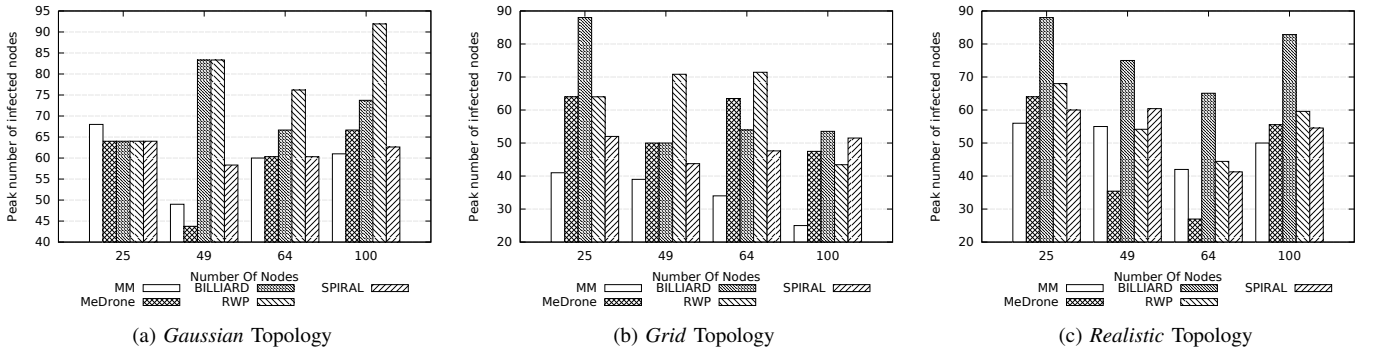 Peak number of infected nodes
95
90
85
80
75
70
65
60
55
50
45
40
25 49 64 100
Number Of Nodes
MM BILLIARD SPIRAL
MeDrone RWP
(a) Gaussian Topology
Peak number of infected nodes
90
80
70
60
50
40
30
20
25 49 64 100
Number Of Nodes
MM BILLIARD SPIRAL
MeDrone RWP
(b) Grid Topology
Peak number of infected nodes
90
80
70
60
50
40
30
20
25 49 64 100
Number Of Nodes
MM BILLIARD SPIRAL
MeDrone RWP
(c) Realistic Topology